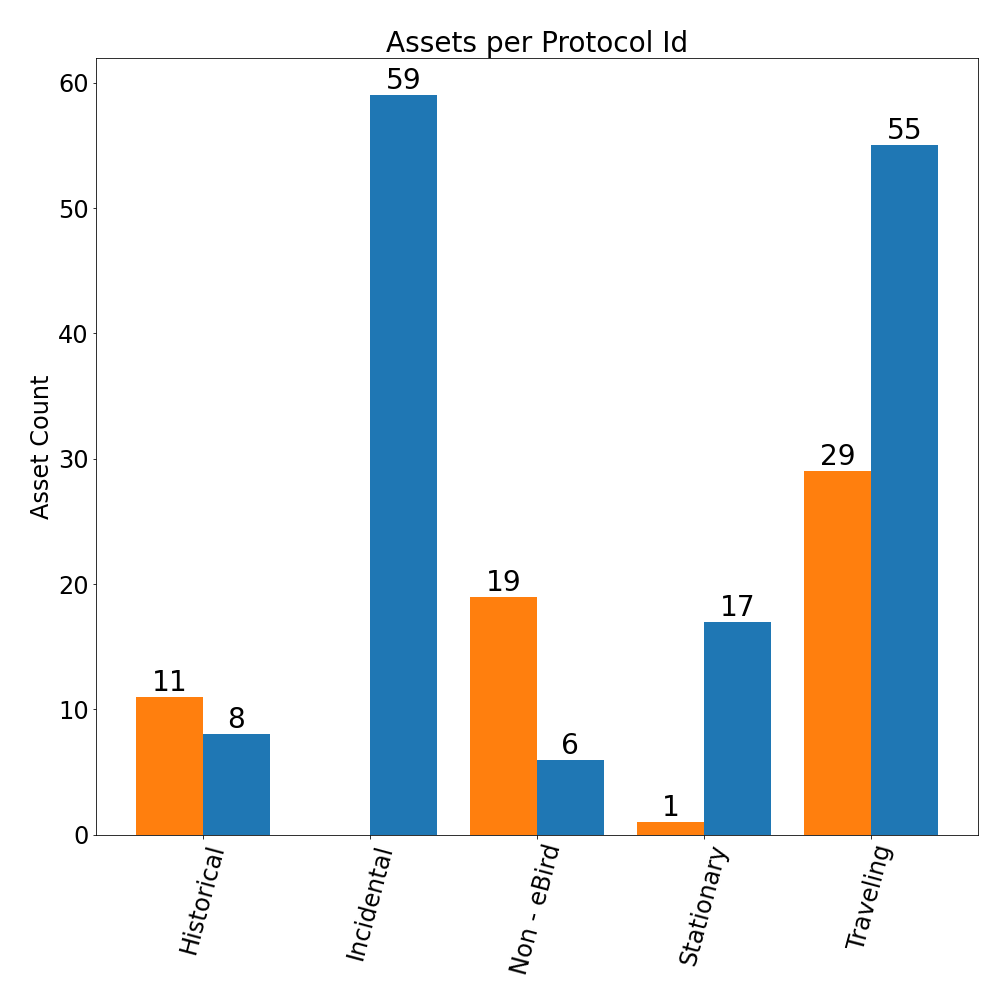 Assets per Protocol Id
Asset Count
60
50
40
30
20
10
0
11
8
59
19
6
1
17
29
55
Historical
Incidental
Non - eBird
Stationary
Traveling